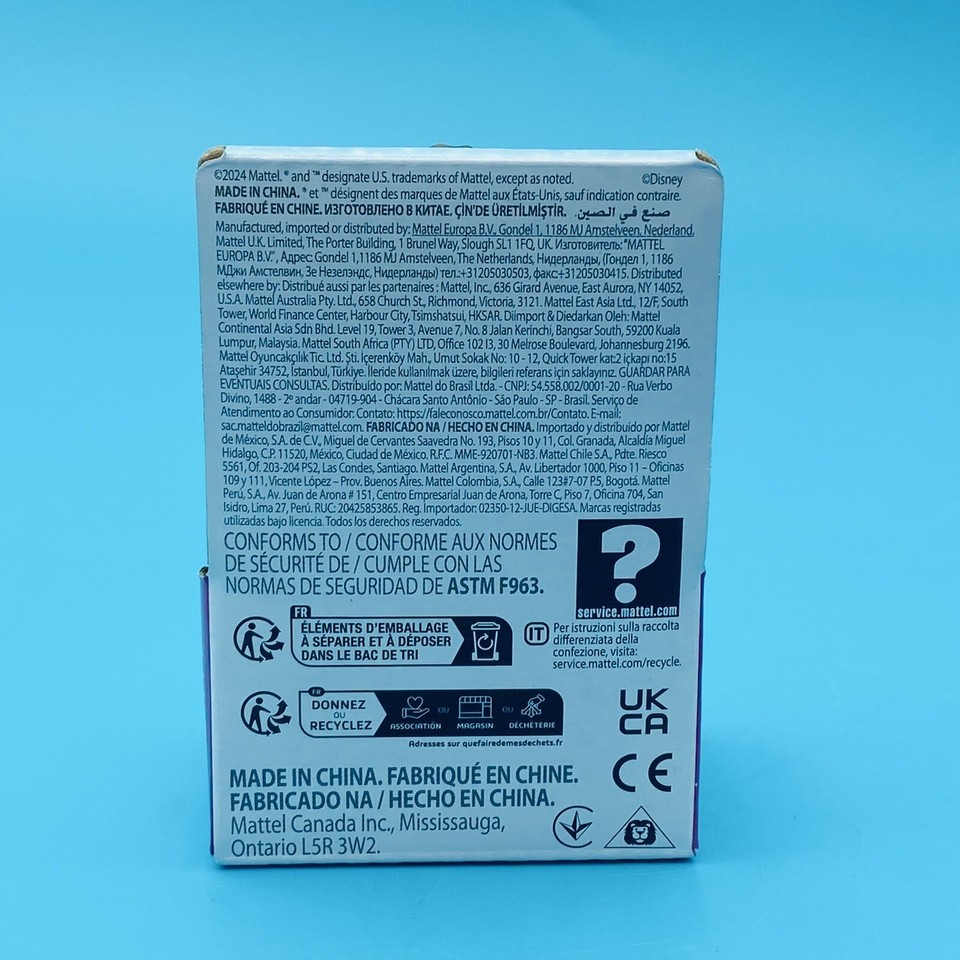 ©2024 Mattel. ® and ™ designate U.S. trademarks of Mattel, except as noted. ©Disney
MADE IN CHINA. ® et ™ désignent des marques de Mattel aux États-Unis, sauf indication contraire.
FABRIQUÉ EN CHINE. ИЗГОТОВЛЕНО В КИТАЕ. ÇİN'DE ÜRETİLMİŞTİR. صنع في الصين.
Manufactured, imported or distributed by: Mattel Europa B.V., Gondel 1, 1186 MJ Amstelveen, Nederland.
Mattel U.K. Limited, The Porter Building, 1 Brunel Way, Slough SL1 1FQ, UK. Изготовитель: "MATTEL
EUROPA B.V.", Адрес: Gondel 1,1186 MJ Amstelveen, The Netherlands, Нидерланды, (Гондел 1, 1186
МДжи Амстелвин, Зе Незелэндс, Нидерланды) тел.:+31205030503, факс:+31205030415. Distributed
elsewhere by: Distribué aussi par les partenaires : Mattel, Inc., 636 Girard Avenue, East Aurora, NY 14052,
U.S.A. Mattel Australia Pty. Ltd., 658 Church St., Richmond, Victoria, 3121. Mattel East Asia Ltd., 12/F, South
Tower, World Finance Center, Harbour City, Tsimshatsui, HKSAR. Diimport & Diedarkan Oleh: Mattel
Continental Asia Sdn Bhd. Level 19, Tower 3, Avenue 7, No. 8 Jalan Kerinchi, Bangsar South, 59200 Kuala
Lumpur, Malaysia. Mattel South Africa (PTY) LTD, Office 102 I3, 30 Melrose Boulevard, Johannesburg 2196.
Mattel Oyuncakçılık Tic. Ltd. Şti. İçerenköy Mah., Umut Sokak No: 10 - 12, Quick Tower kat:2 içkapı no:15
Ataşehir 34752, İstanbul, Türkiye. İleride kullanılmak üzere, bilgileri referans için saklayınız. GUARDAR PARA
EVENTUAIS CONSULTAS. Distribuído por: Mattel do Brasil Ltda. - CNPJ: 54.558.002/0001-20 - Rua Verbo
Divino, 1488 - 2º andar - 04719-904 - Chácara Santo Antônio - São Paulo - SP - Brasil. Serviço de
Atendimento ao Consumidor: Contato: https://faleconosco.mattel.com.br/Contato. E-mail:
sac.matteldobrazil@mattel.com. FABRICADO NA / HECHO EN CHINA. Importado y distribuido por Mattel
de México, S.A. de C.V., Miguel de Cervantes Saavedra No. 193, Pisos 10 y 11, Col. Granada, Alcaldía Miguel
Hidalgo, C.P. 11520, México, Ciudad de México. R.F.C. MME-920701-NB3. Mattel Chile S.A., Pdte. Riesco
5561, Of. 203-204 PS2, Las Condes, Santiago. Mattel Argentina, S.A., Av. Libertador 1000, Piso 11 – Oficinas
109 y 111, Vicente López – Prov. Buenos Aires. Mattel Colombia, S.A., Calle 123#7-07 P.5, Bogotá. Mattel
Perú, S.A., Av. Juan de Arona # 151, Centro Empresarial Juan de Arona, Torre C, Piso 7, Oficina 704, San
Isidro, Lima 27, Perú. RUC: 20425853865. Reg. Importador: 02350-12-JUE-DIGESA. Marcas registradas
utilizadas bajo licencia. Todos los derechos reservados.
CONFORMS TO / CONFORME AUX NORMES
DE SÉCURITÉ DE / CUMPLE CON LAS
NORMAS DE SEGURIDAD DE ASTM F963.
?
service.mattel.com
FR
ÉLÉMENTS D'EMBALLAGE
À SÉPARER ET À DÉPOSER
DANS LE BAC DE TRI
IT Per istruzioni sulla raccolta
differenziata della
confezione, visita:
service.mattel.com/recycle.
FR
DONNEZ
OU
RECYCLEZ
ASSOCIATION OU MAGASIN OU DÉCHÈTERIE
Adresses sur quefairedemesdechets.fr
UK
CA
CE
MADE IN CHINA. FABRIQUÉ EN CHINE.
FABRICADO NA / HECHO EN CHINA.
Mattel Canada Inc., Mississauga,
Ontario L5R 3W2.